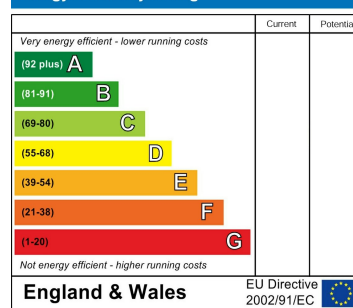 Current Potential
Very energy efficient - lower running costs
(92 plus) A
(81-91) B
(69-80) C
(55-68) D
(39-54) E
(21-38) F
(1-20) G
Not energy efficient - higher running costs
England & Wales
EU Directive
2002/91/EC